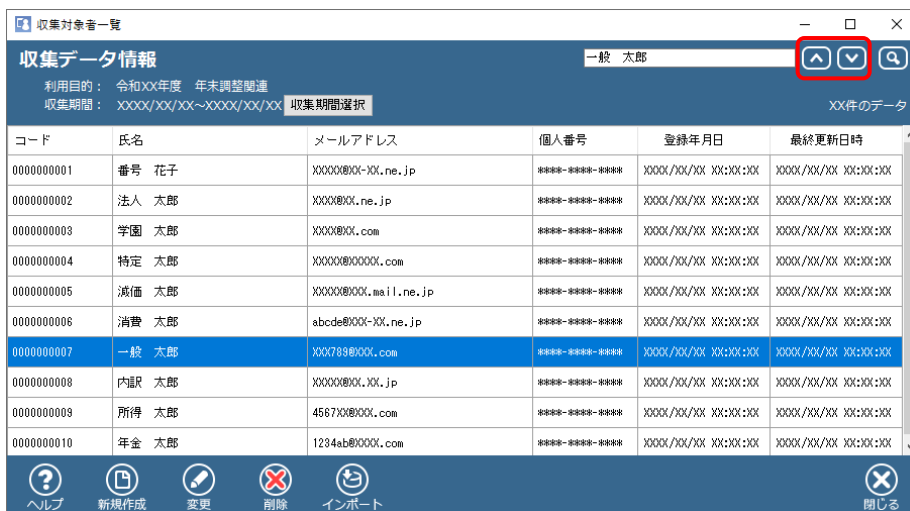 収集対象者一覧
収集データ情報
一般　太郎
利用目的： 令和XX年度　年末調整関連
収集期間： XXXX/XX/XX～XXXX/XX/XX 収集期間選択
XX件のデータ
コード 氏名 メールアドレス 個人番号 登録年月日 最終更新日時
0000000001 番号　花子 XXXXX@XX-XX.ne.jp ****-****-**** XXXX/XX/XX XX:XX:XX XXXX/XX/XX XX:XX:XX
0000000002 法人　太郎 XXXX@XX.ne.jp ****-****-**** XXXX/XX/XX XX:XX:XX XXXX/XX/XX XX:XX:XX
0000000003 学園　太郎 XXXX@XX.com ****-****-**** XXXX/XX/XX XX:XX:XX XXXX/XX/XX XX:XX:XX
0000000004 特定　太郎 XXXXX@XXXXX.com ****-****-**** XXXX/XX/XX XX:XX:XX XXXX/XX/XX XX:XX:XX
0000000005 減価　太郎 XXXXX@XXXX.mail.ne.jp ****-****-**** XXXX/XX/XX XX:XX:XX XXXX/XX/XX XX:XX:XX
0000000006 消費　太郎 abcde@XXX-XX.ne.jp ****-****-**** XXXX/XX/XX XX:XX:XX XXXX/XX/XX XX:XX:XX
0000000007 一般　太郎 XXX789@XXX.com ****-****-**** XXXX/XX/XX XX:XX:XX XXXX/XX/XX XX:XX:XX
0000000008 内訳　太郎 XXXXX@XX.XX.jp ****-****-**** XXXX/XX/XX XX:XX:XX XXXX/XX/XX XX:XX:XX
0000000009 所得　太郎 4567XX@XXX.com ****-****-**** XXXX/XX/XX XX:XX:XX XXXX/XX/XX XX:XX:XX
0000000010 年金　太郎 1234ab@XXXX.com ****-****-**** XXXX/XX/XX XX:XX:XX XXXX/XX/XX XX:XX:XX
ヘルプ 新規作成 変更 削除 インポート 閉じる